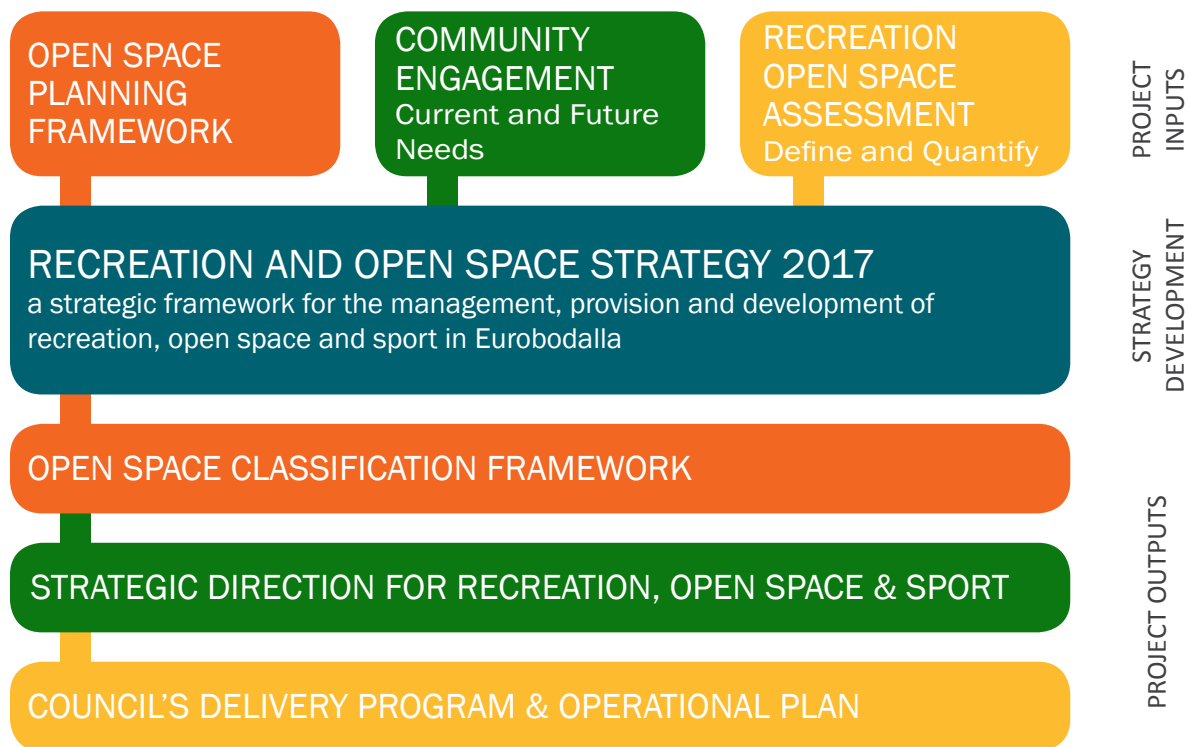 OPEN SPACE
PLANNING
FRAMEWORK
COMMUNITY
ENGAGEMENT
Current and Future
Needs
RECREATION
OPEN SPACE
ASSESSMENT
Define and Quantify
PROJECT
INPUTS
RECREATION AND OPEN SPACE STRATEGY 2017
a strategic framework for the management, provision and development of
recreation, open space and sport in Eurobodalla
STRATEGY
DEVELOPMENT
OPEN SPACE CLASSIFICATION FRAMEWORK
STRATEGIC DIRECTION FOR RECREATION, OPEN SPACE & SPORT
COUNCIL’S DELIVERY PROGRAM & OPERATIONAL PLAN
PROJECT OUTPUTS